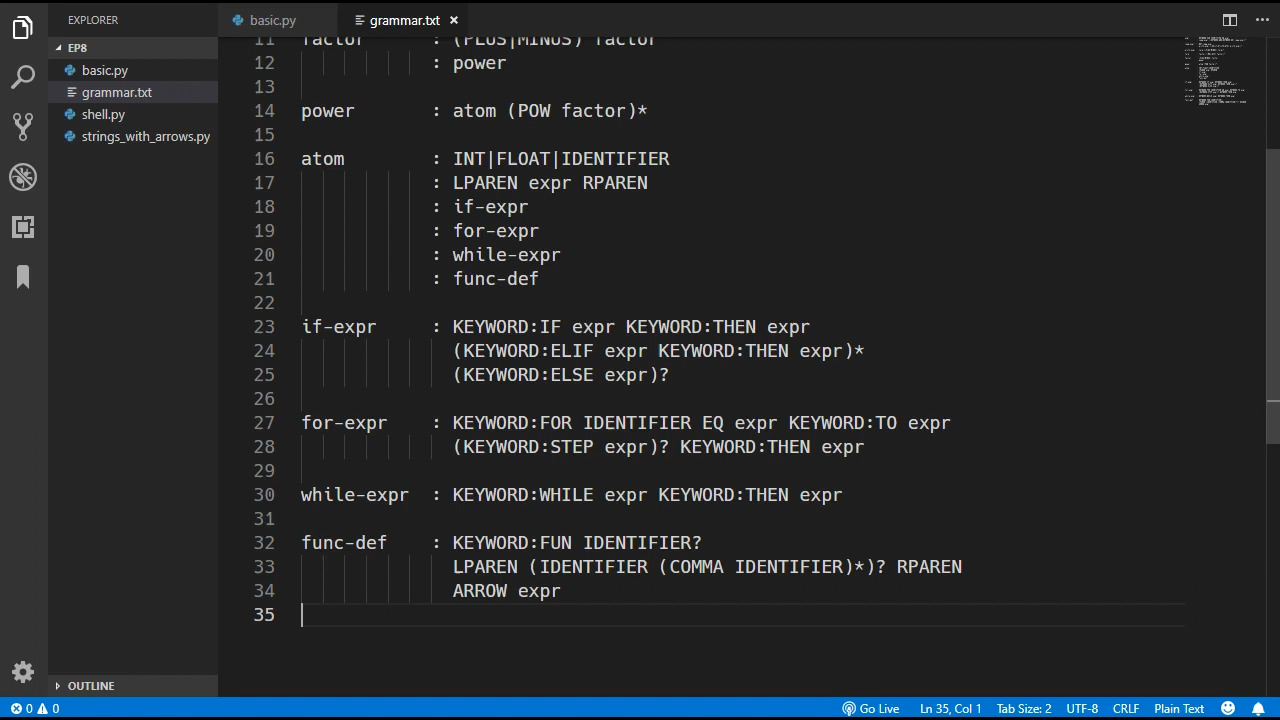 EXPLORER
basic.py
grammar.txt ×
EP8
basic.py
grammar.txt
shell.py
strings_with_arrows.py
11 factor : (PLUS|MINUS) factor
12 : power
13
14 power : atom (POW factor)*
15
16 atom : INT|FLOAT|IDENTIFIER
17 : LPAREN expr RPAREN
18 : if-expr
19 : for-expr
20 : while-expr
21 : func-def
22
23 if-expr : KEYWORD:IF expr KEYWORD:THEN expr
24 (KEYWORD:ELIF expr KEYWORD:THEN expr)*
25 (KEYWORD:ELSE expr)?
26
27 for-expr : KEYWORD:FOR IDENTIFIER EQ expr KEYWORD:TO expr
28 (KEYWORD:STEP expr)? KEYWORD:THEN expr
29
30 while-expr : KEYWORD:WHILE expr KEYWORD:THEN expr
31
32 func-def : KEYWORD:FUN IDENTIFIER?
33 LPAREN (IDENTIFIER (COMMA IDENTIFIER)*)? RPAREN
34 ARROW expr
35
OUTLINE
0 0 Go Live Ln 35, Col 1 Tab Size: 2 UTF-8 CRLF Plain Text